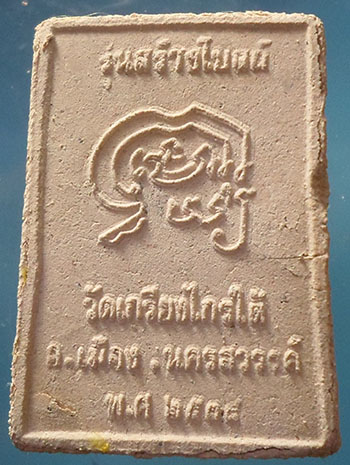 รุ่นสร้างโบสถ์
วัดเกรียงไกรใต้
อ.เมือง จ.นครสวรรค์
พ.ศ ๒๕๓๘